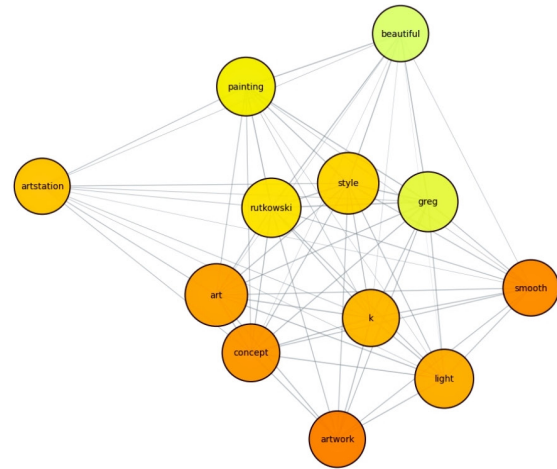 beautiful
painting
style
artstation
greg
rutkowski
smooth
art
k
concept
light
artwork